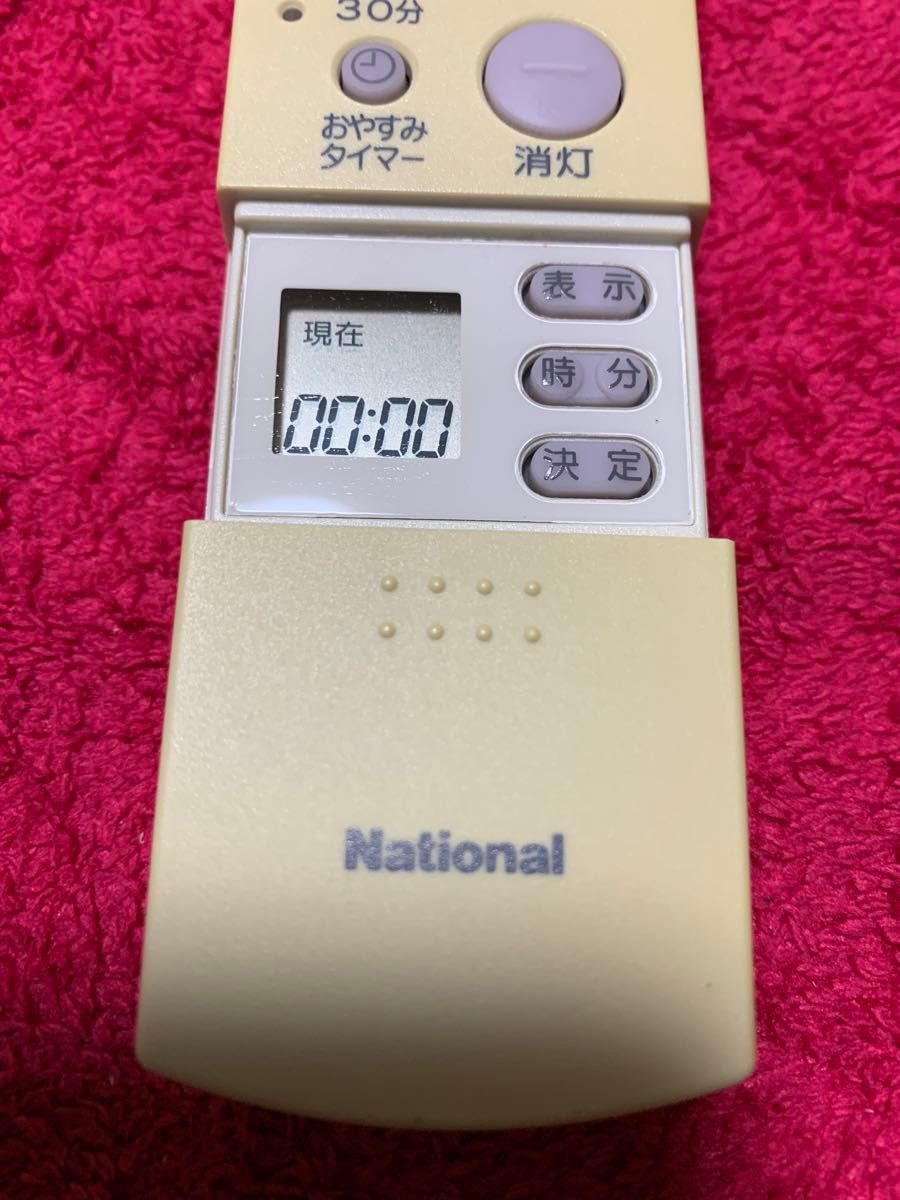 30分
おやすみ
タイマー
消灯
現在
00:00
表 示
時 分
決 定
National